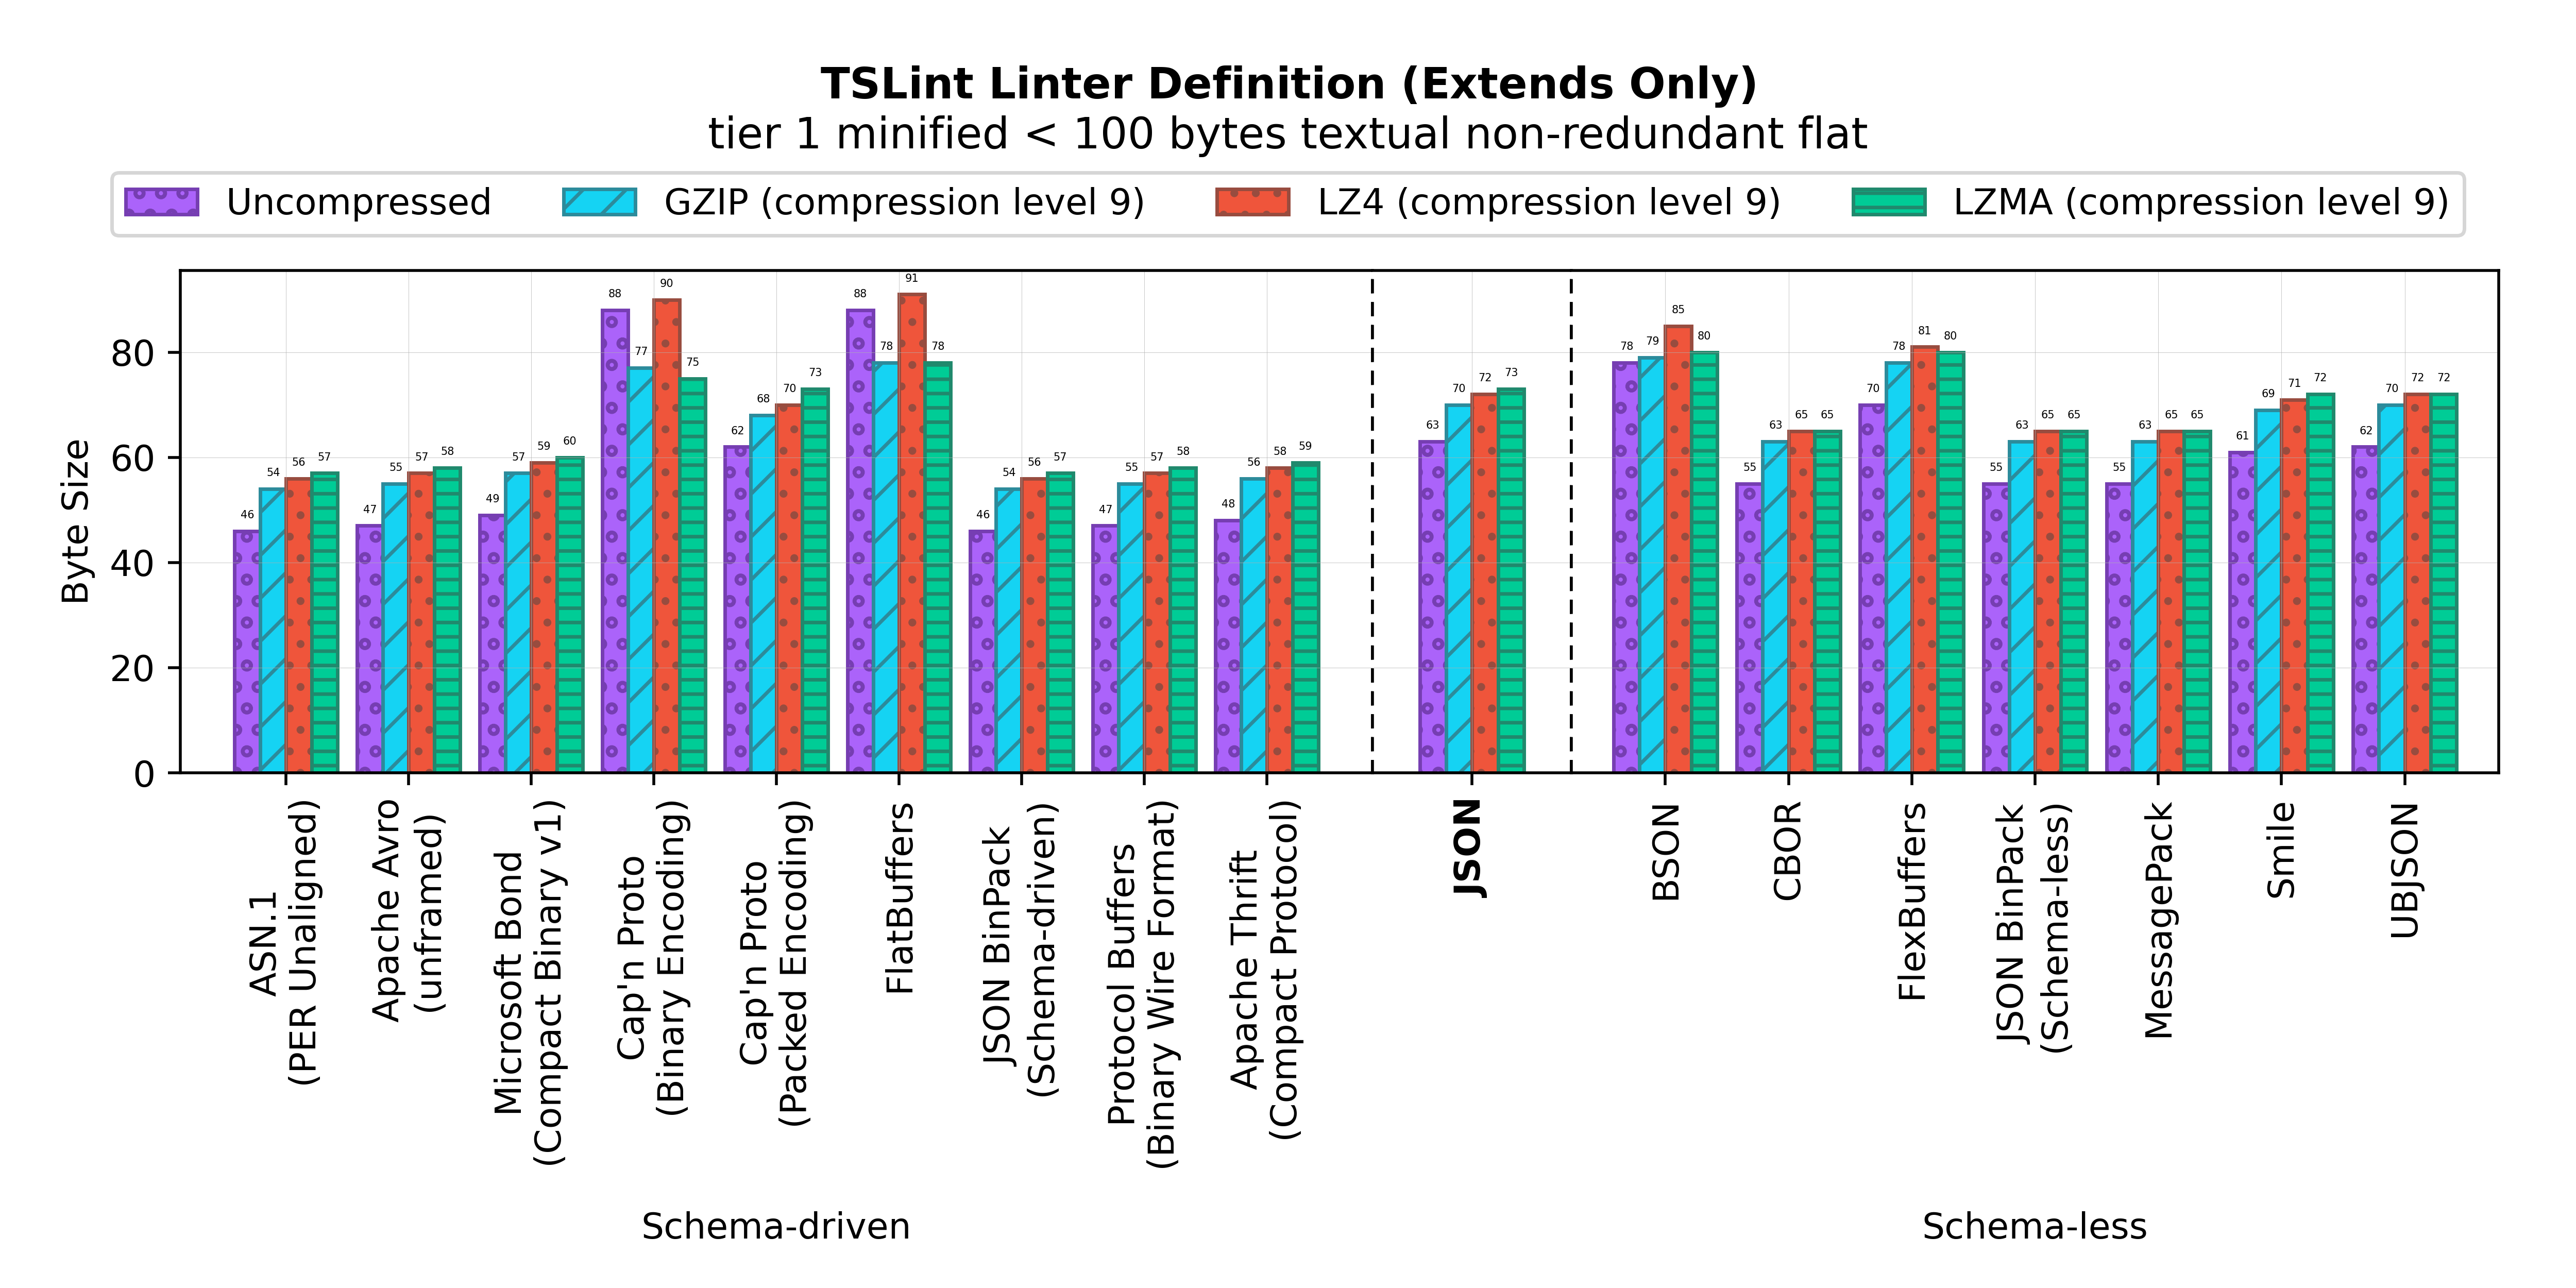 TSLint Linter Definition (Extends Only)
tier 1 minified < 100 bytes textual non-redundant flat
Uncompressed
GZIP (compression level 9)
LZ4 (compression level 9)
LZMA (compression level 9)
Byte Size
80
60
40
20
0
46 54 56 57
47 55 57 58
49 57 59 60
88 77 90 75
62 68 70 73
88 78 91 78
46 54 56 57
47 55 57 58
48 56 58 59
63 70 72 73
78 79 85 80
55 63 65 65
70 78 81 80
55 63 65 65
55 63 65 65
61 69 71 72
62 70 72 72
ASN.1
(PER Unaligned)
Apache Avro
(unframed)
Microsoft Bond
(Compact Binary v1)
Cap'n Proto
(Binary Encoding)
Cap'n Proto
(Packed Encoding)
FlatBuffers
JSON BinPack
(Schema-driven)
Protocol Buffers
(Binary Wire Format)
Apache Thrift
(Compact Protocol)
JSON
BSON
CBOR
FlexBuffers
JSON BinPack
(Schema-less)
MessagePack
Smile
UBJSON
Schema-driven
Schema-less